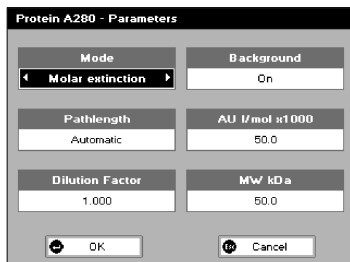 Protein A280 - Parameters
Mode
Background
Molar extinction
On
Pathlength
AU l/mol x1000
Automatic
50.0
Dilution Factor
MW kDa
1.000
50.0
OK
Esc Cancel